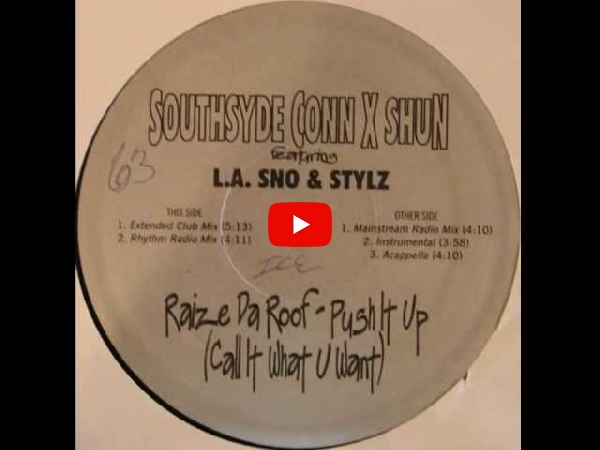 SOUTHSYDE CONN X SHUN
featuring
63
L.A. SNO & STYLZ
THIS SIDE
1. Extended Club Mix (5:13)
2. Rhythm Radio Mix (4:11)
OTHER SIDE
1. Mainstream Radio Mix (4:10)
2. Instrumental (3:58)
3. Acappella (4:10)
ICE
Raize Da Roof - Push It Up
(Call It What U Want)